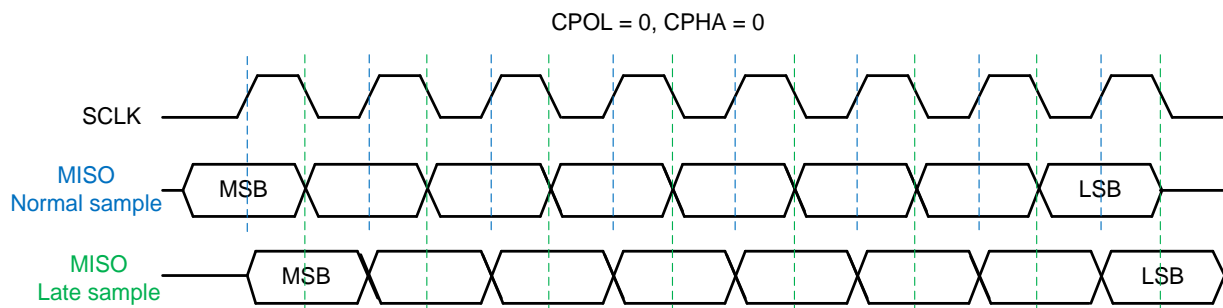 CPOL = 0, CPHA = 0
SCLK
MISO
Normal sample
MSB
LSB
MISO
Late sample
MSB
LSB